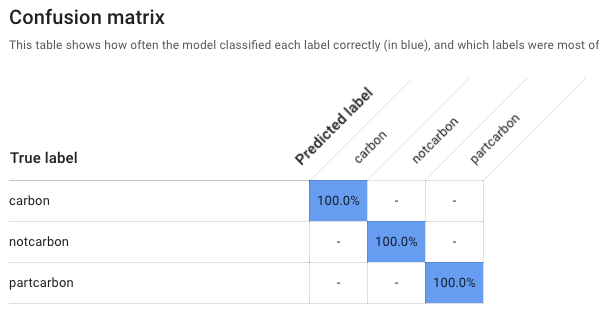 Confusion matrix
This table shows how often the model classified each label correctly (in blue), and which labels were most of
True label
Predicted label
carbon
notcarbon
partcarbon
carbon 100.0% - -
notcarbon - 100.0% -
partcarbon - - 100.0%